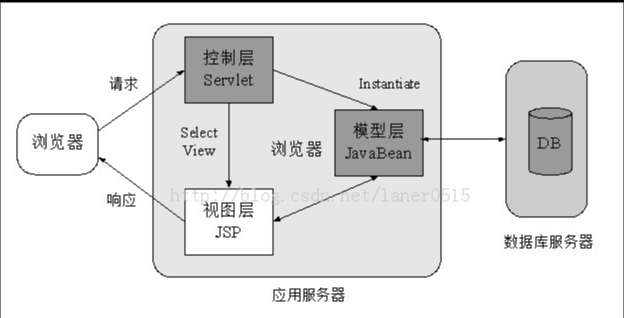 控制层
Servlet
请求
Instantiate
浏览器
Select
View
浏览器
模型层
JavaBean
DB
http://blog.csdn.net/laner0515
响应
视图层
JSP
数据库服务器
应用服务器